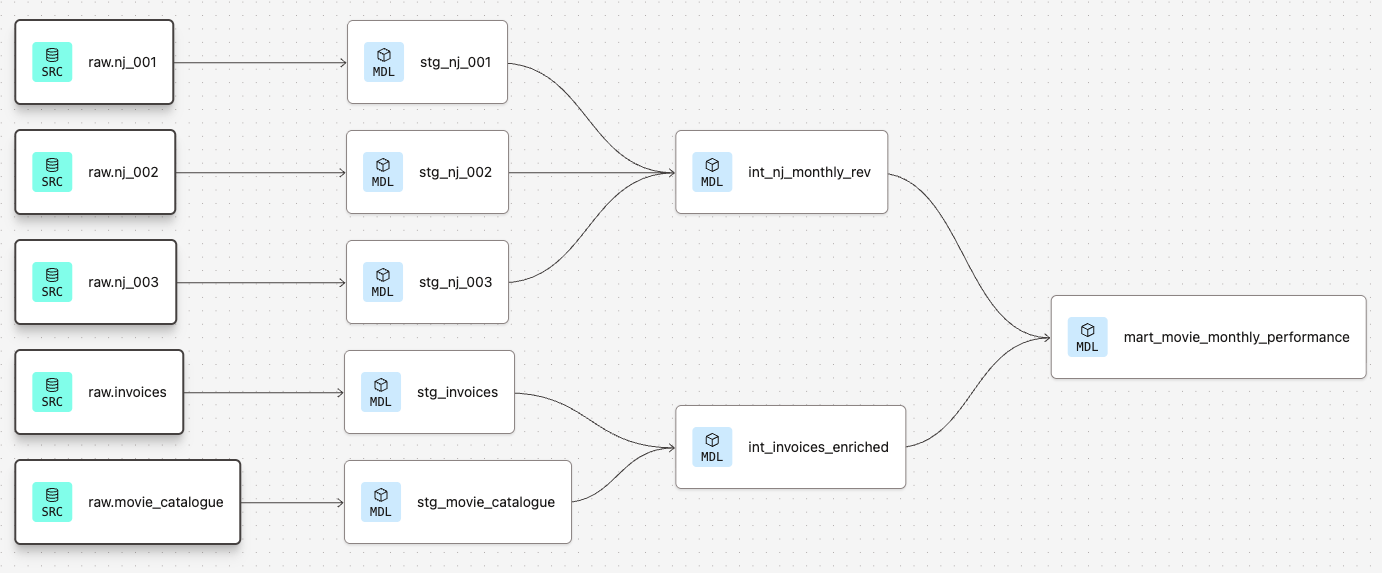 SRC
raw.nj_001
MDL
stg_nj_001
SRC
raw.nj_002
MDL
stg_nj_002
MDL
int_nj_monthly_rev
SRC
raw.nj_003
MDL
stg_nj_003
MDL
mart_movie_monthly_performance
SRC
raw.invoices
MDL
stg_invoices
MDL
int_invoices_enriched
SRC
raw.movie_catalogue
MDL
stg_movie_catalogue